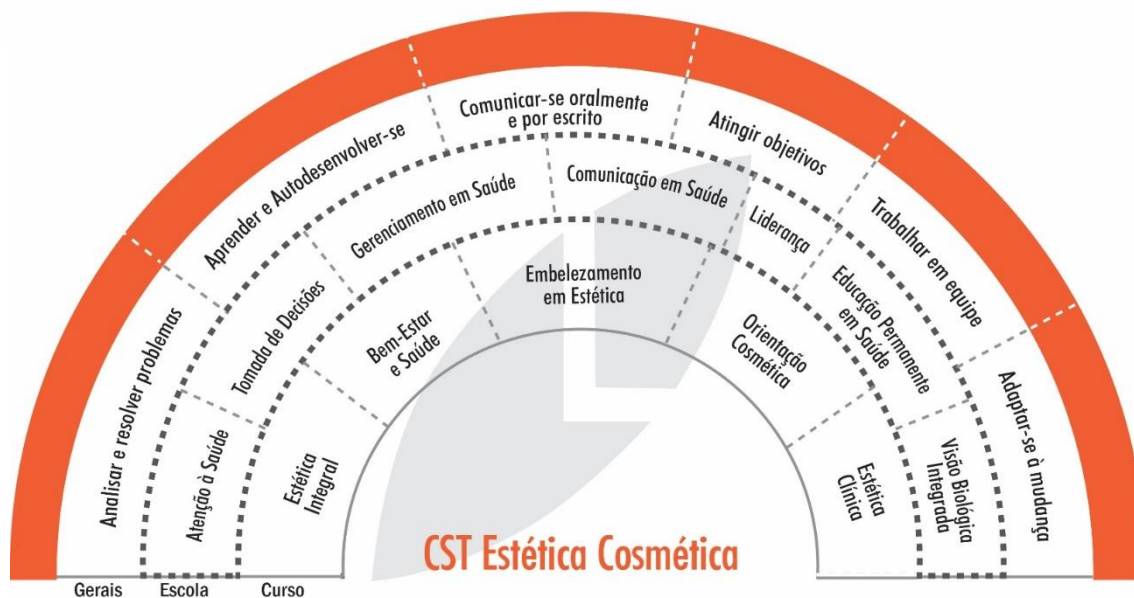 Analisar e resolver problemas
Aprender e Autodesenvolver-se
Comunicar-se oralmente
e por escrito
Atingir objetivos
Trabalhar em equipe
Adaptar-se à mudança
Atenção à Saúde
Tomada de Decisões
Gerenciamento em Saúde
Comunicação em Saúde
Liderança
Educação Permanente
em Saúde
Visão Biológica
Integrada
Estética
Integral
Bem-Estar
e Saúde
Embelezamento
em Estética
Orientação
Cosmética
Estética
Clínica
CST Estética Cosmética
Gerais
Escola
Curso